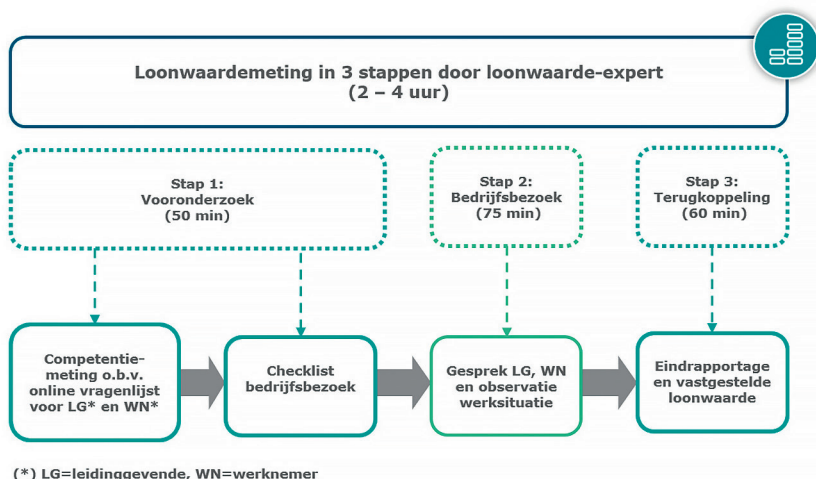 Loonwaardemeting in 3 stappen door loonwaarde-expert
(2 – 4 uur)
Stap 1:
Vooronderzoek
(50 min)
Stap 2:
Bedrijfsbezoek
(75 min)
Stap 3:
Terugkoppeling
(60 min)
Competentie-
meting o.b.v.
online vragenlijst
voor LG* en WN*
Checklist
bedrijfsbezoek
Gesprek LG, WN
en observatie
werksituatie
Eindrapportage
en vastgestelde
loonwaarde
(*) LG=leidinggevende, WN=werknemer